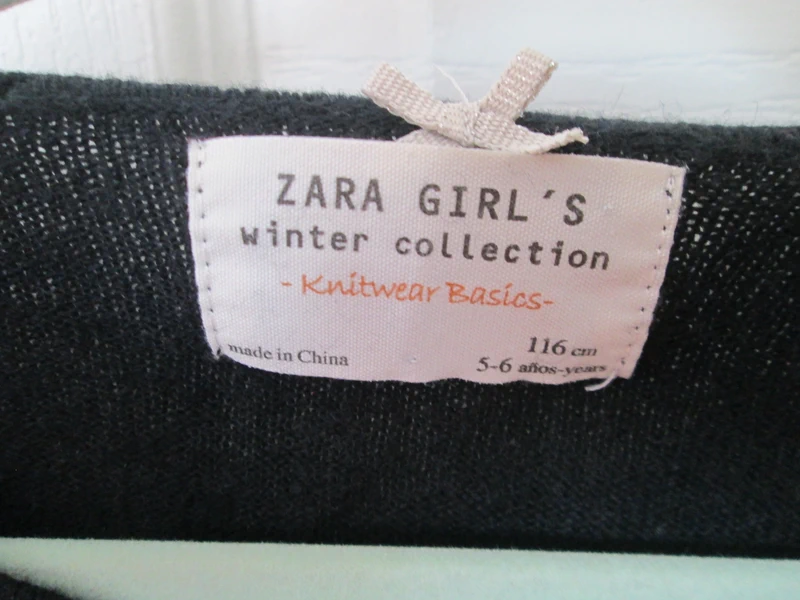 ZARA GIRL'S
winter collection
- Knitwear Basics-
made in China
116 cm
5-6 años-years